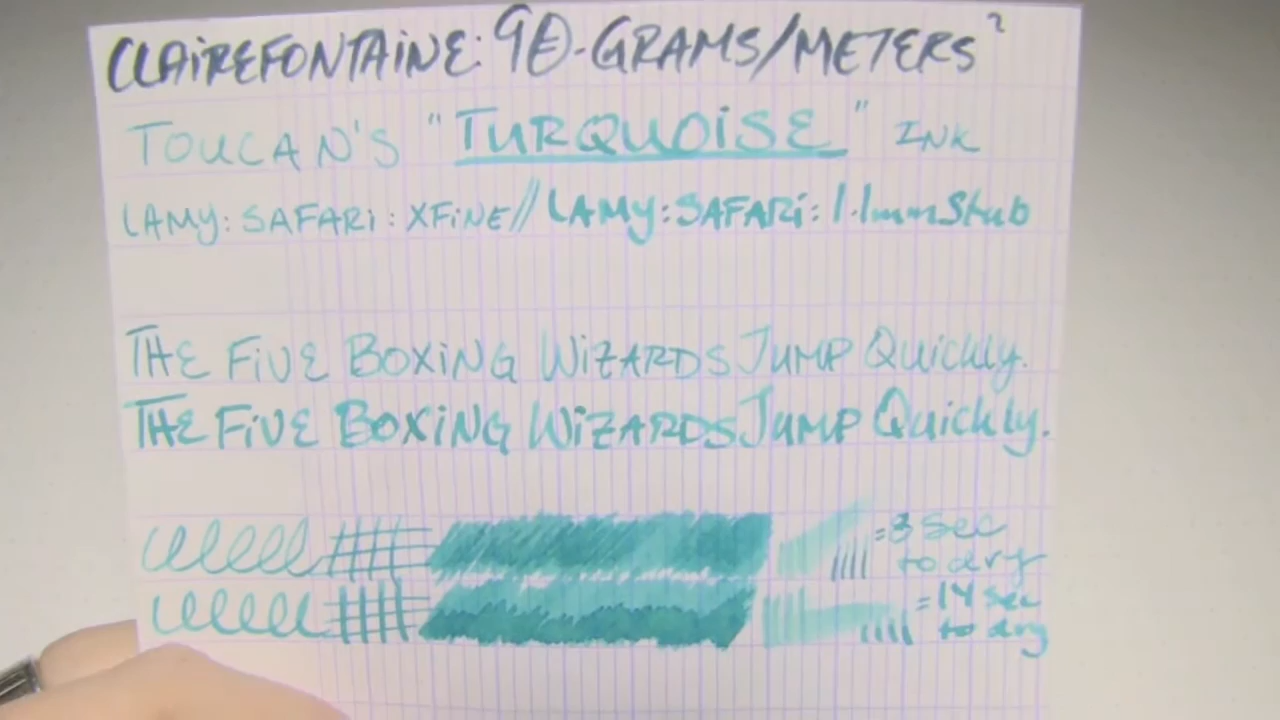 CLAIREFONTAINE: 90-GRAMS/METERS²
TOUCAN'S "TURQUOISE" INK
LAMY: SAFARI: XFINE // LAMY: SAFARI: 1.1mm Stub
THE FIVE BOXING WIZARDS JUMP QUICKLY.
THE FIVE BOXING WIZARDS JUMP QUICKLY.
= 3 sec
to dry
= 14 sec
to dry